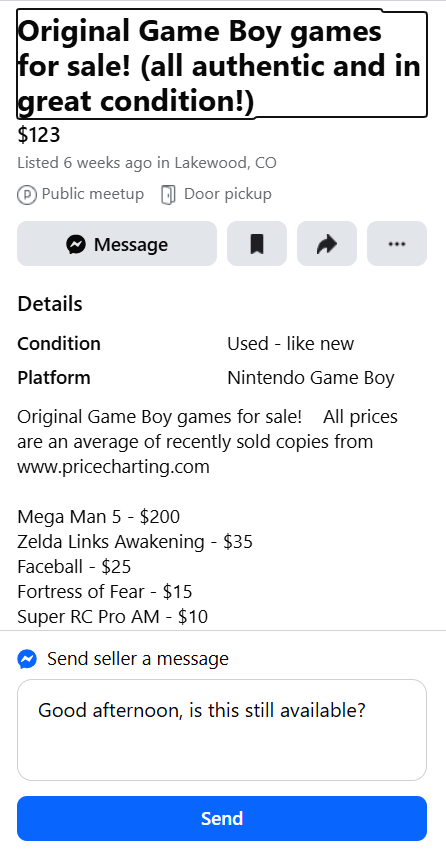 Original Game Boy games
for sale! (all authentic and in
great condition!)
$123
Listed 6 weeks ago in Lakewood, CO
P Public meetup Door pickup
Message
Details
Condition Used - like new
Platform Nintendo Game Boy
Original Game Boy games for sale! All prices
are an average of recently sold copies from
www.pricecharting.com
Mega Man 5 - $200
Zelda Links Awakening - $35
Faceball - $25
Fortress of Fear - $15
Super RC Pro AM - $10
Send seller a message
Good afternoon, is this still available?
Send